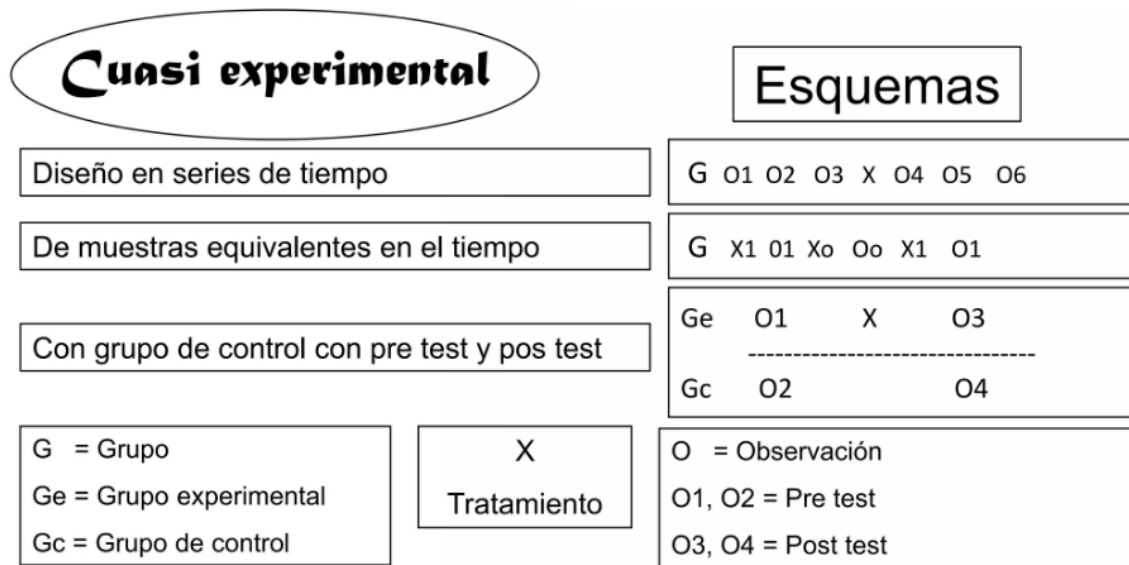 Cuasi experimental
Esquemas
Diseño en series de tiempo
G O1 O2 O3 X O4 O5 O6
De muestras equivalentes en el tiempo
G X1 01 Xo Oo X1 O1
Con grupo de control con pre test y pos test
Ge O1 X O3
-------------------------------
Gc O2 O4
G = Grupo
Ge = Grupo experimental
Gc = Grupo de control
X
Tratamiento
O = Observación
O1, O2 = Pre test
O3, O4 = Post test